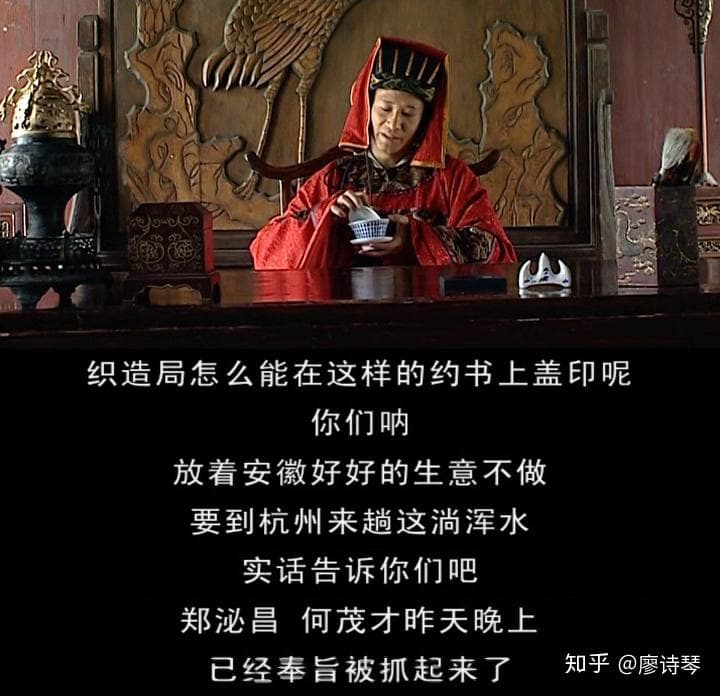 织造局怎么能在这样的约书上盖印呢
你们呐
放着安徽好好的生意不做
要到杭州来趟这淌浑水
实话告诉你们吧
郑泌昌 何茂才昨天晚上
已经奉旨被抓起来了
知乎 @廖诗琴